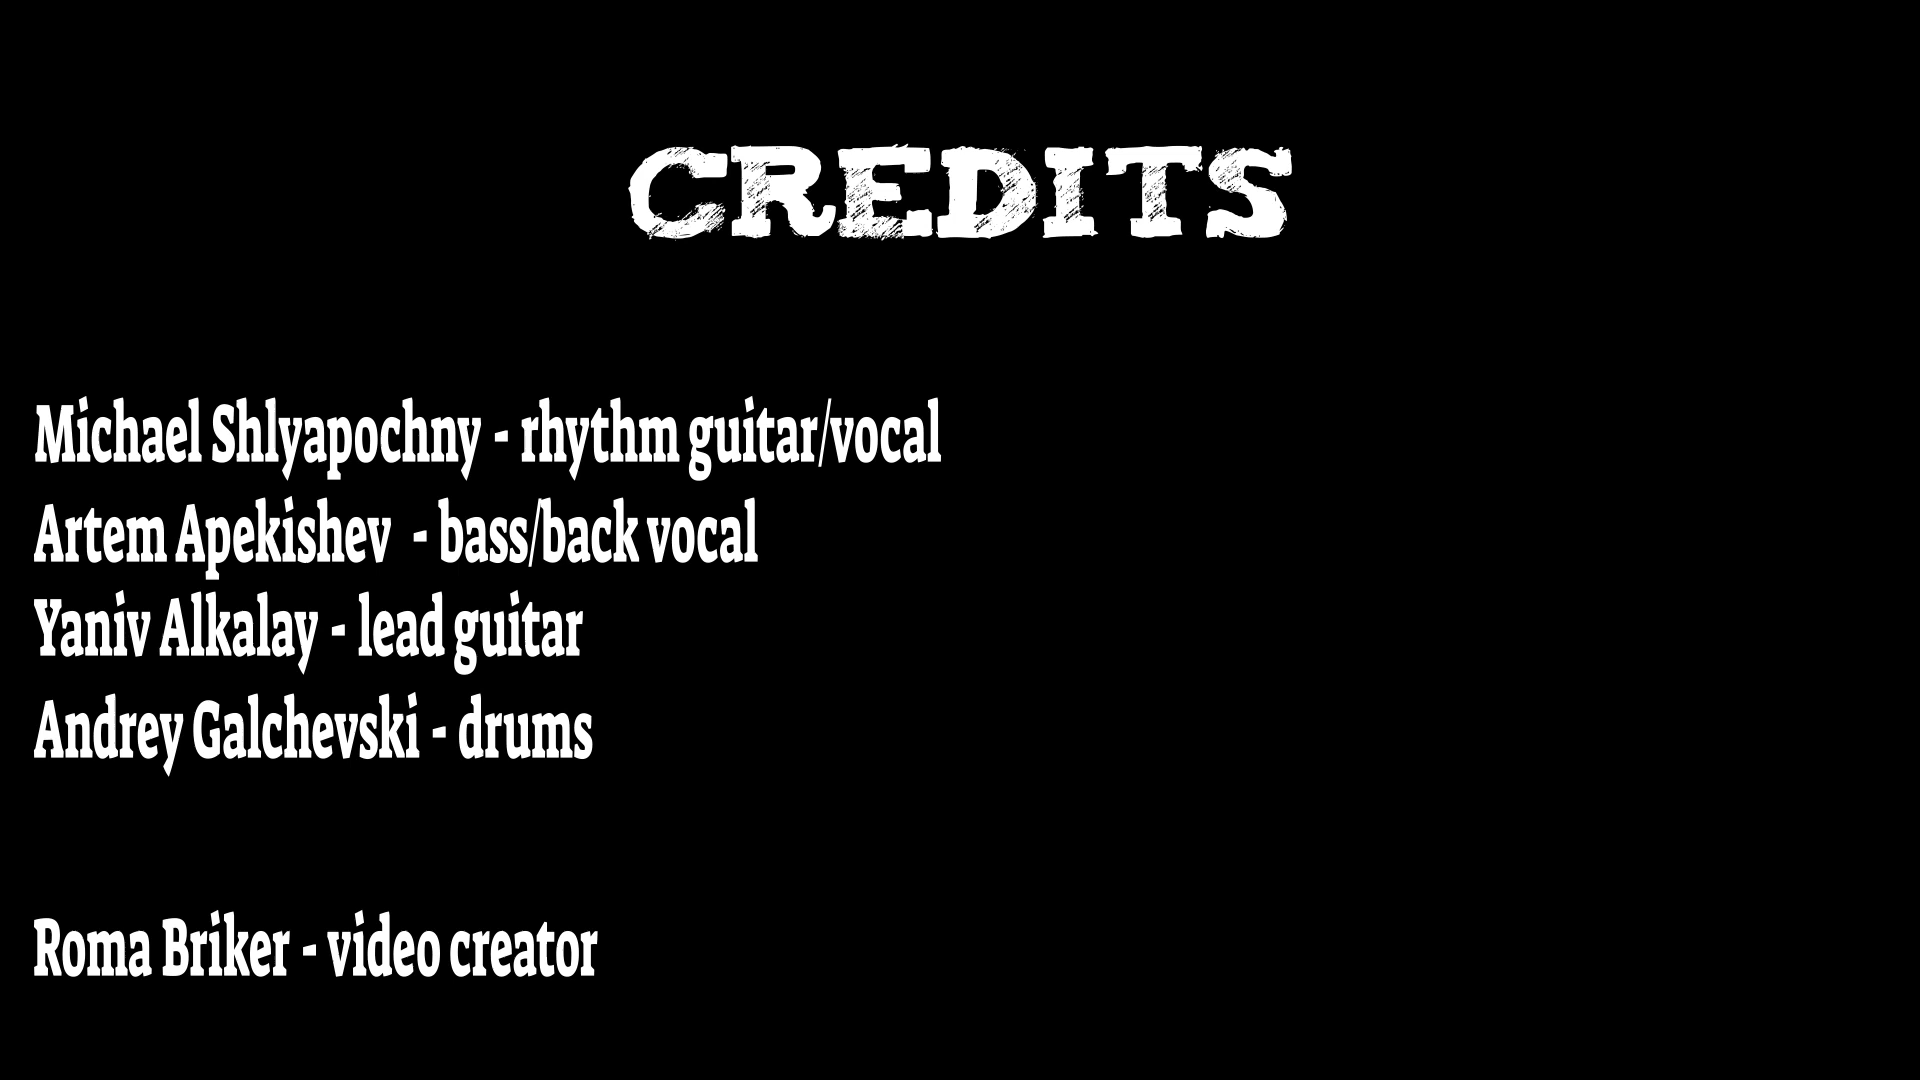 CREDITS
Michael Shlyapochny - rhythm guitar/vocal
Artem Apekishev - bass/back vocal
Yaniv Alkalay - lead guitar
Andrey Galchevski - drums
Roma Briker - video creator